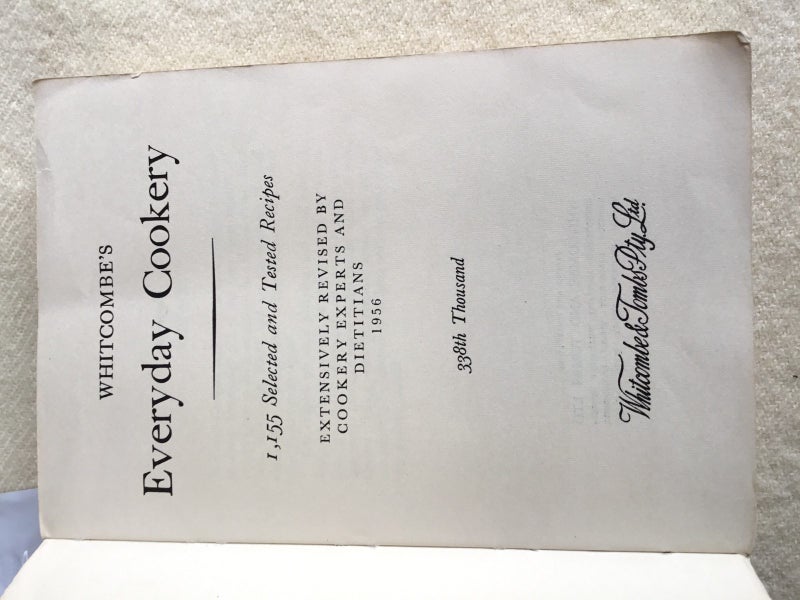 WHITCOMBE'S
Everyday Cookery
1,155 Selected and Tested Recipes
EXTENSIVELY REVISED BY
COOKERY EXPERTS AND
DIETITIANS
1956
338th Thousand
Whitcombe & Tombs Pty. Ltd.